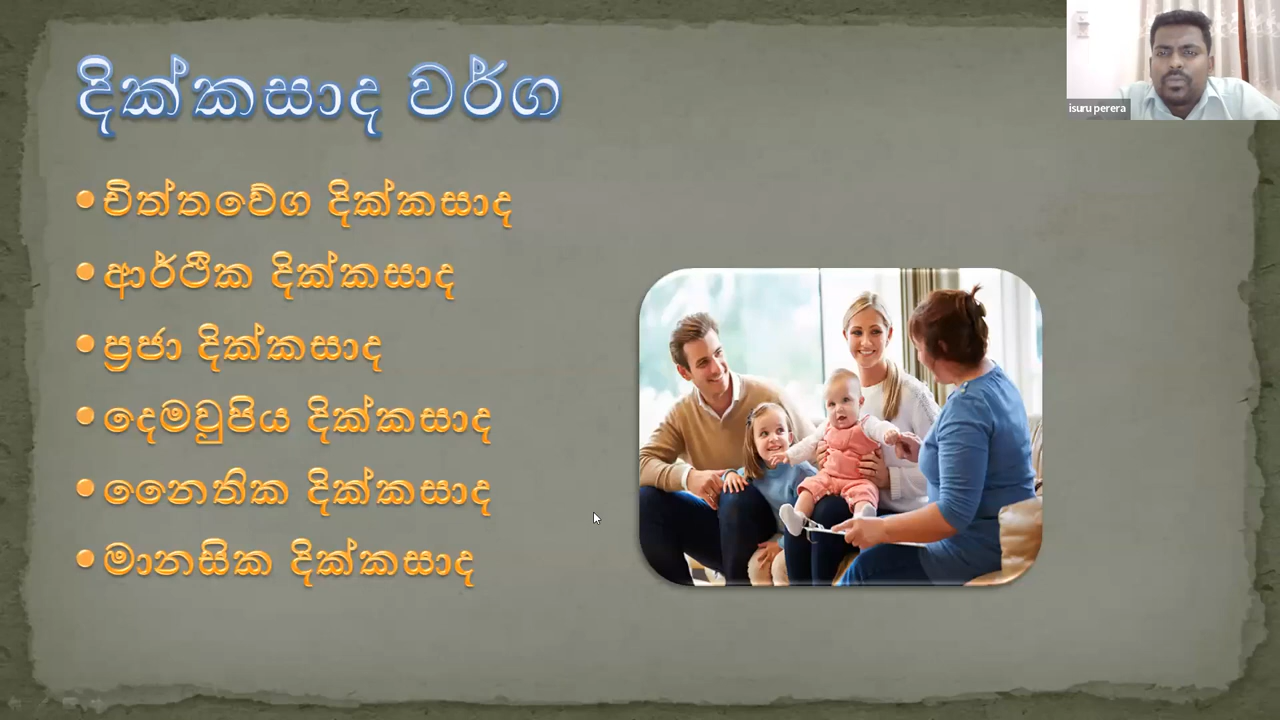 දික්කසාද වර්ග
isuru perera
• චිත්තවේග දික්කසාද
• ආර්ථික දික්කසාද
• ප්‍රජා දික්කසාද
• දෙමවුපිය දික්කසාද
• නෛතික දික්කසාද
• මානසික දික්කසාද